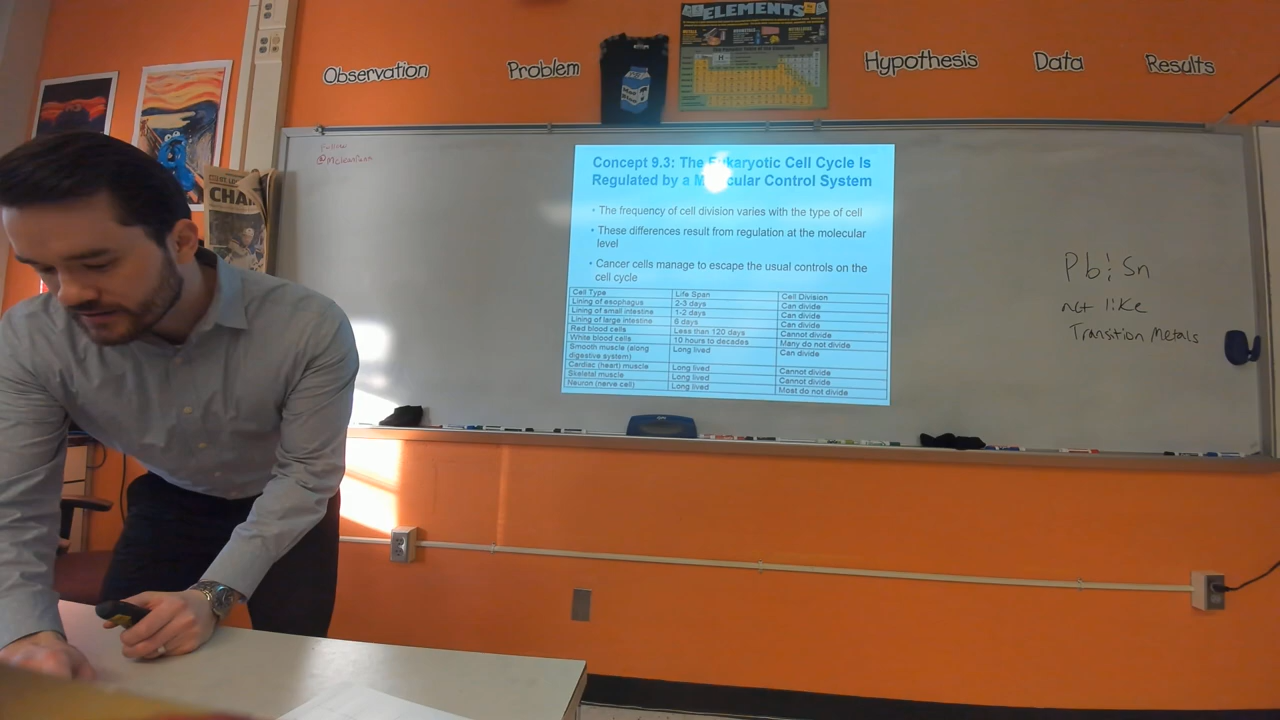 ELEMENTS
Observation
Problem
Hypothesis
Data
Results
Follow
CHA
Concept 9.3: The Eukaryotic Cell Cycle Is
Regulated by a Molecular Control System
• The frequency of cell division varies with the type of cell
• These differences result from regulation at the molecular
level
• Cancer cells manage to escape the usual controls on the
cell cycle
Cell Type Life Span Cell Division
Lining of esophagus 2-3 days Can divide
Lining of small intestine 1-2 days Can divide
Lining of large intestine 6 days Can divide
Red blood cells Less than 120 days Cannot divide
White blood cells 10 hours to decades Many do not divide
Smooth muscle (along Long lived Can divide
digestive system)
Cardiac (heart) muscle Long lived Cannot divide
Skeletal muscle Long lived Cannot divide
Neuron (nerve cell) Long lived Most do not divide
Pb ; Sn
not like
Transition Metals